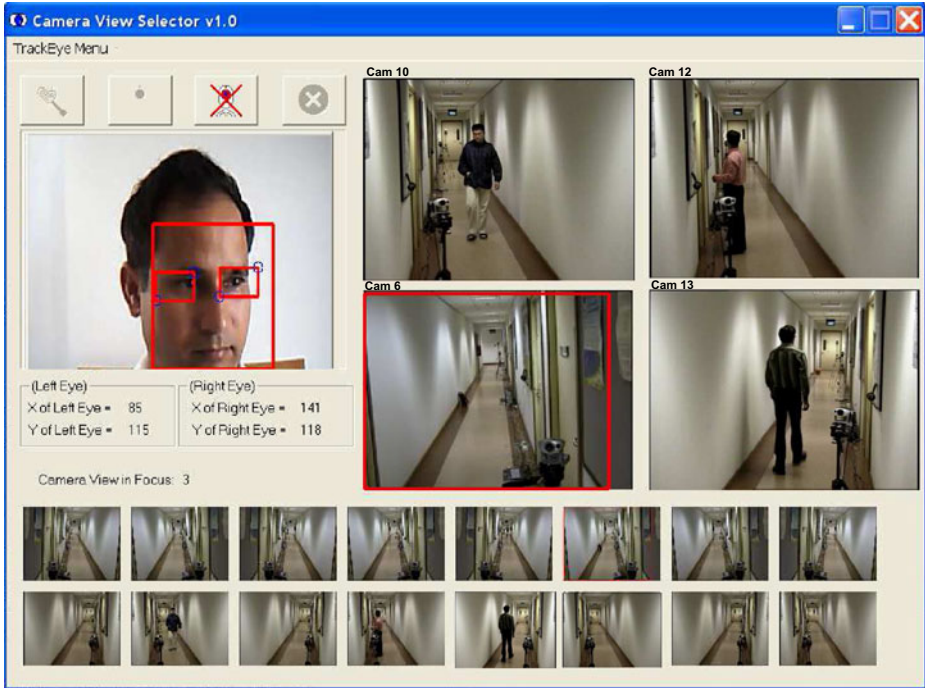 Camera View Selector v1.0
TrackEye Menu
Cam 10
Cam 12
Cam 6
Cam 13
(Left Eye)
X of Left Eye = 85
Y of Left Eye = 115
(Right Eye)
X of Right Eye = 141
Y of Right Eye = 118
Camera View in Focus: 3